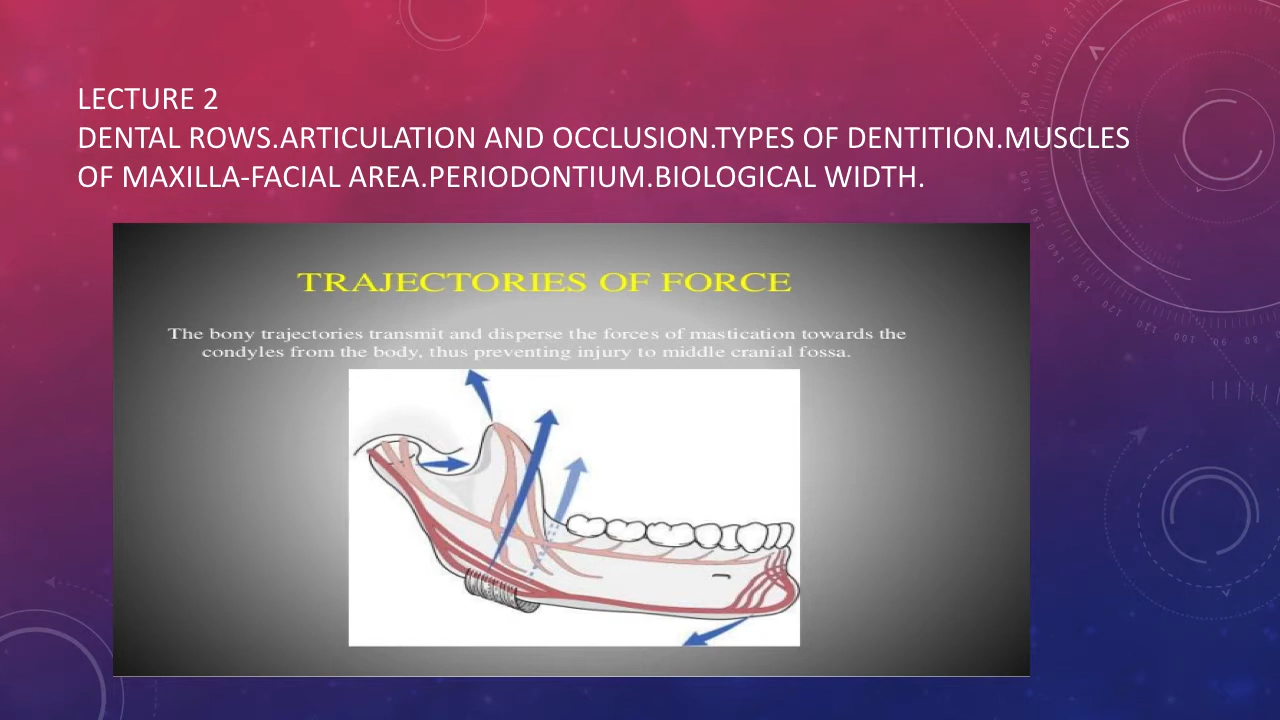 LECTURE 2
DENTAL ROWS.ARTICULATION AND OCCLUSION.TYPES OF DENTITION.MUSCLES
OF MAXILLA-FACIAL AREA.PERIODONTIUM.BIOLOGICAL WIDTH.
TRAJECTORIES OF FORCE
The bony trajectories transmit and disperse the forces of mastication towards the
condyles from the body, thus preventing injury to middle cranial fossa.